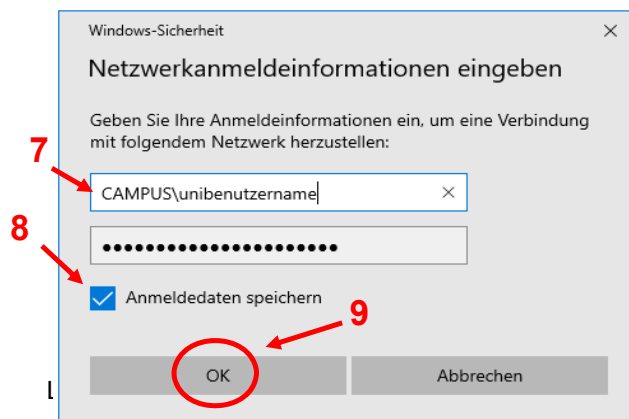 Windows-Sicherheit
Netzwerkanmeldeinformationen eingeben
Geben Sie Ihre Anmeldeinformationen ein, um eine Verbindung
mit folgendem Netzwerk herzustellen:
7
CAMPUS\unibenutzername
8
••••••••••••••••••••••
Anmeldedaten speichern
9
OK
Abbrechen